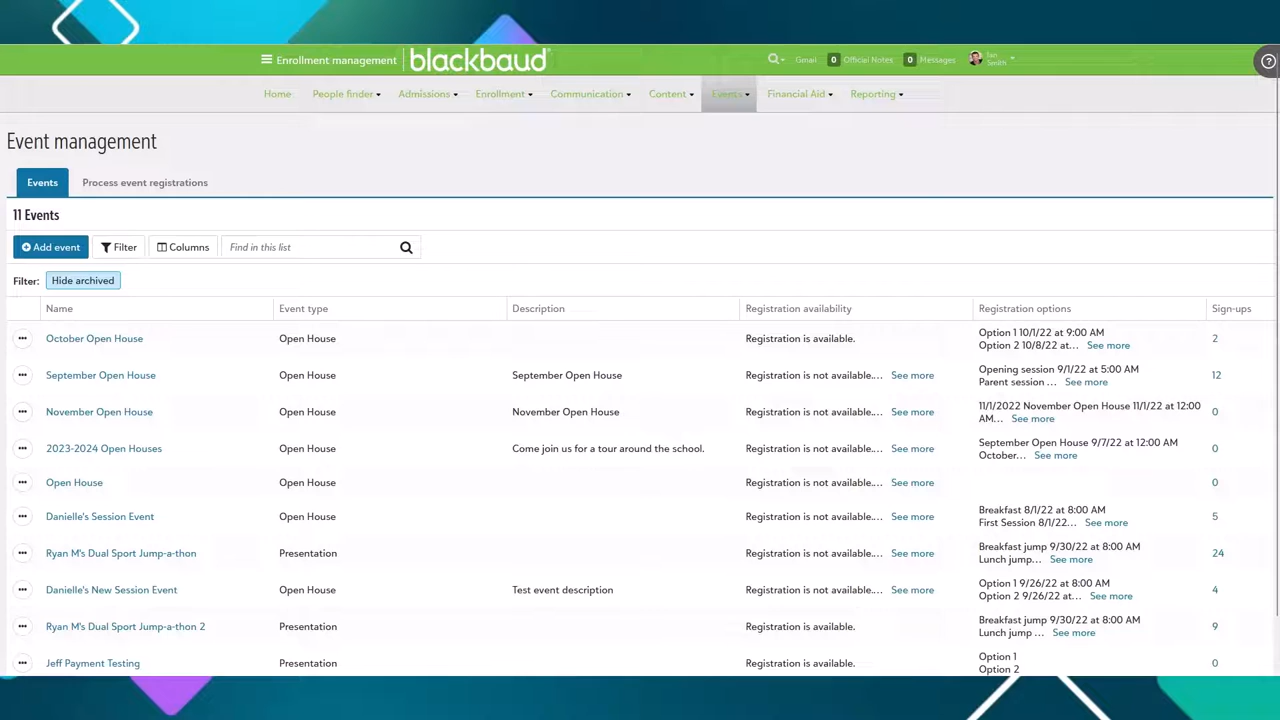 Enrollment management blackbaud Gmail 0 Official Notes 0 Messages Ian Smith
Home People finder Admissions Enrollment Communication Content Events Financial Aid Reporting
Event management
Events Process event registrations
11 Events
Add event Filter Columns Find in this list
Filter: Hide archived
Name Event type Description Registration availability Registration options Sign-ups
October Open House Open House Registration is available. Option 1 10/1/22 at 9:00 AM
Option 2 10/8/22 at... See more 2
September Open House Open House September Open House Registration is not available.... See more Opening session 9/1/22 at 5:00 AM
Parent session ... See more 12
November Open House Open House November Open House Registration is not available.... See more 11/1/2022 November Open House 11/1/22 at 12:00
AM... See more 0
2023-2024 Open Houses Open House Come join us for a tour around the school. Registration is not available.... See more September Open House 9/7/22 at 12:00 AM
October... See more 0
Open House Open House Registration is not available.... See more 0
Danielle's Session Event Open House Registration is not available.... See more Breakfast 8/1/22 at 8:00 AM
First Session 8/1/22... See more 5
Ryan M's Dual Sport Jump-a-thon Presentation Registration is not available.... See more Breakfast jump 9/30/22 at 8:00 AM
Lunch jump... See more 24
Danielle's New Session Event Open House Test event description Registration is not available.... See more Option 1 9/26/22 at 8:00 AM
Option 2 9/26/22 at... See more 4
Ryan M's Dual Sport Jump-a-thon 2 Presentation Registration is available. Breakfast jump 9/30/22 at 8:00 AM
Lunch jump ... See more 9
Jeff Payment Testing Presentation Registration is available. Option 1
Option 2 0